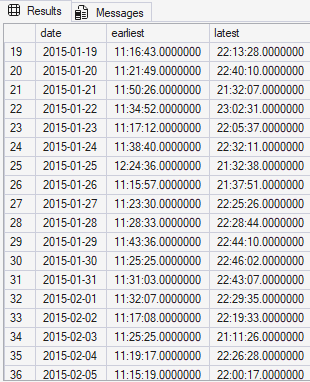 Results Messages
date earliest latest
19 2015-01-19 11:16:43.0000000 22:13:28.0000000
20 2015-01-20 11:21:49.0000000 22:40:10.0000000
21 2015-01-21 11:50:26.0000000 21:32:07.0000000
22 2015-01-22 11:34:52.0000000 23:02:31.0000000
23 2015-01-23 11:17:12.0000000 22:05:37.0000000
24 2015-01-24 11:38:40.0000000 22:32:11.0000000
25 2015-01-25 12:24:36.0000000 21:32:38.0000000
26 2015-01-26 11:15:57.0000000 21:37:51.0000000
27 2015-01-27 11:23:30.0000000 22:25:26.0000000
28 2015-01-28 11:28:33.0000000 22:28:44.0000000
29 2015-01-29 11:43:36.0000000 22:44:10.0000000
30 2015-01-30 11:25:25.0000000 22:46:02.0000000
31 2015-01-31 11:31:03.0000000 22:43:07.0000000
32 2015-02-01 11:32:07.0000000 22:29:35.0000000
33 2015-02-02 11:17:08.0000000 22:19:33.0000000
34 2015-02-03 11:25:25.0000000 21:11:26.0000000
35 2015-02-04 11:19:17.0000000 22:26:28.0000000
36 2015-02-05 11:15:19.0000000 22:00:17.0000000